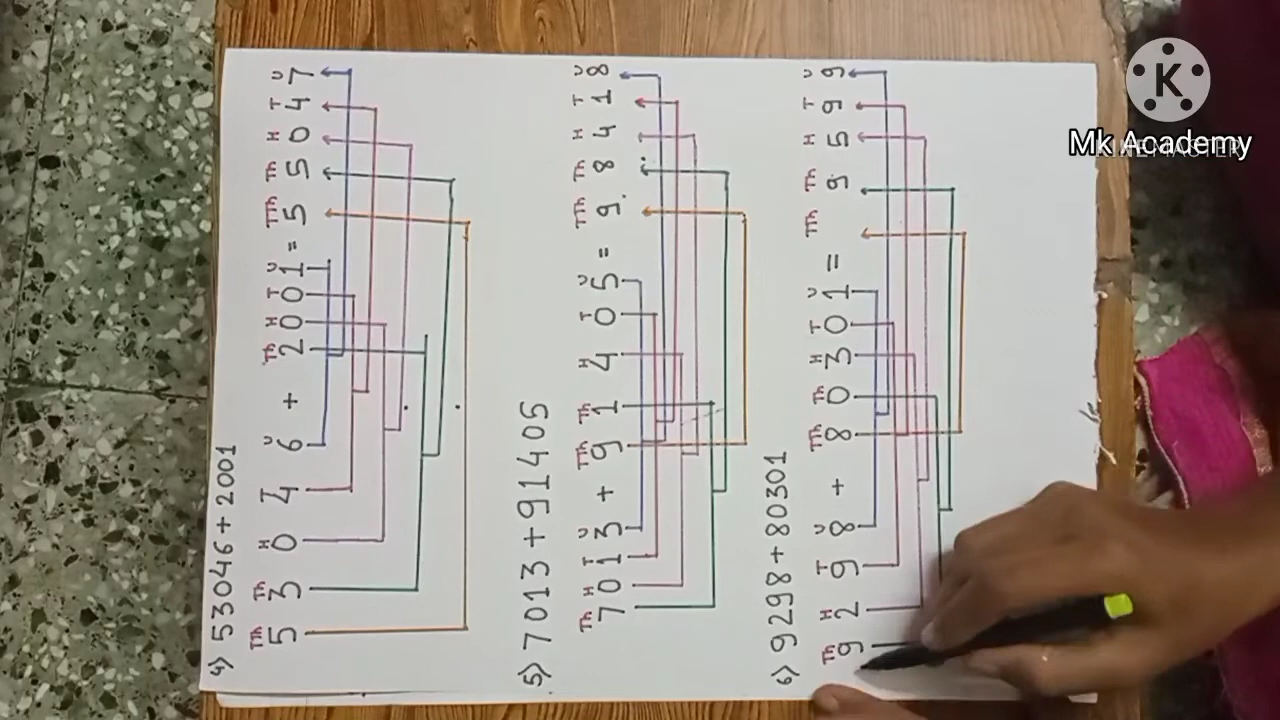 4) 53046 + 2001
Tth Th H T U Th H T U Tth Th H T U
5 3 0 4 6 + 2 0 0 1 = 5 5 0 4 7
5) 7013 + 91405
Th H T U Tth Th H T U Tth Th H T U
7 0 1 3 + 9 1 4 0 5 = 9 8 4 1 8
6) 9298 + 80301
Th H T U Tth Th H T U Tth Th H T U
9 2 9 8 + 8 0 3 0 1 = 9 5 9 9
K
Mk Academy